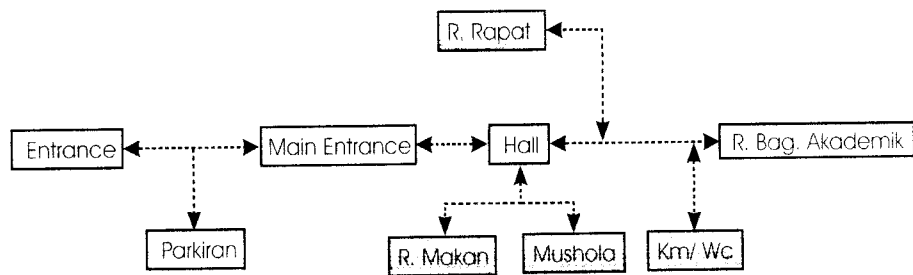 R. Rapat
Entrance
Main Entrance
Hall
R. Bag. Akademik
Parkiran
R. Makan
Mushola
Km/ Wc